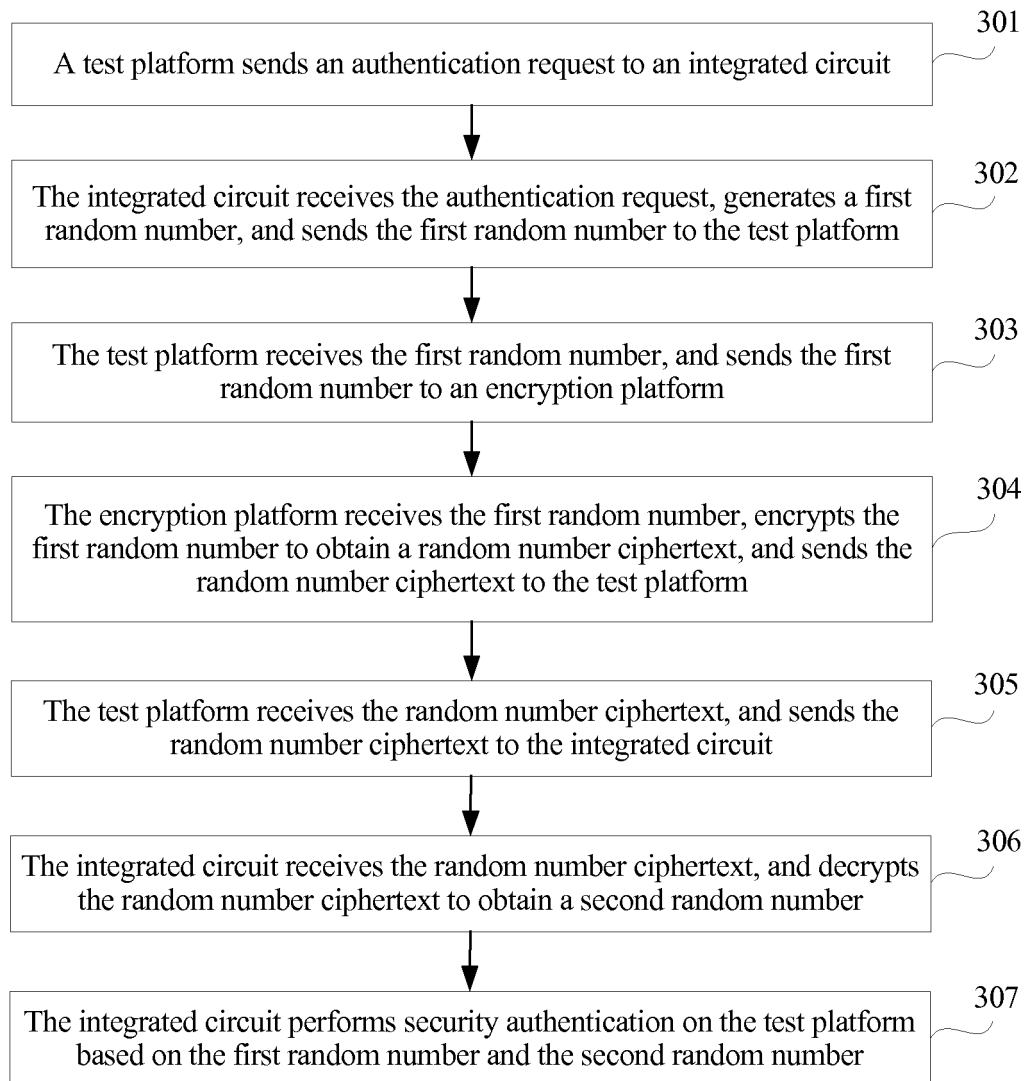 301
A test platform sends an authentication request to an integrated circuit
302
The integrated circuit receives the authentication request, generates a first
random number, and sends the first random number to the test platform
303
The test platform receives the first random number, and sends the first
random number to an encryption platform
304
The encryption platform receives the first random number, encrypts the
first random number to obtain a random number ciphertext, and sends the
random number ciphertext to the test platform
305
The test platform receives the random number ciphertext, and sends the
random number ciphertext to the integrated circuit
306
The integrated circuit receives the random number ciphertext, and decrypts
the random number ciphertext to obtain a second random number
307
The integrated circuit performs security authentication on the test platform
based on the first random number and the second random number